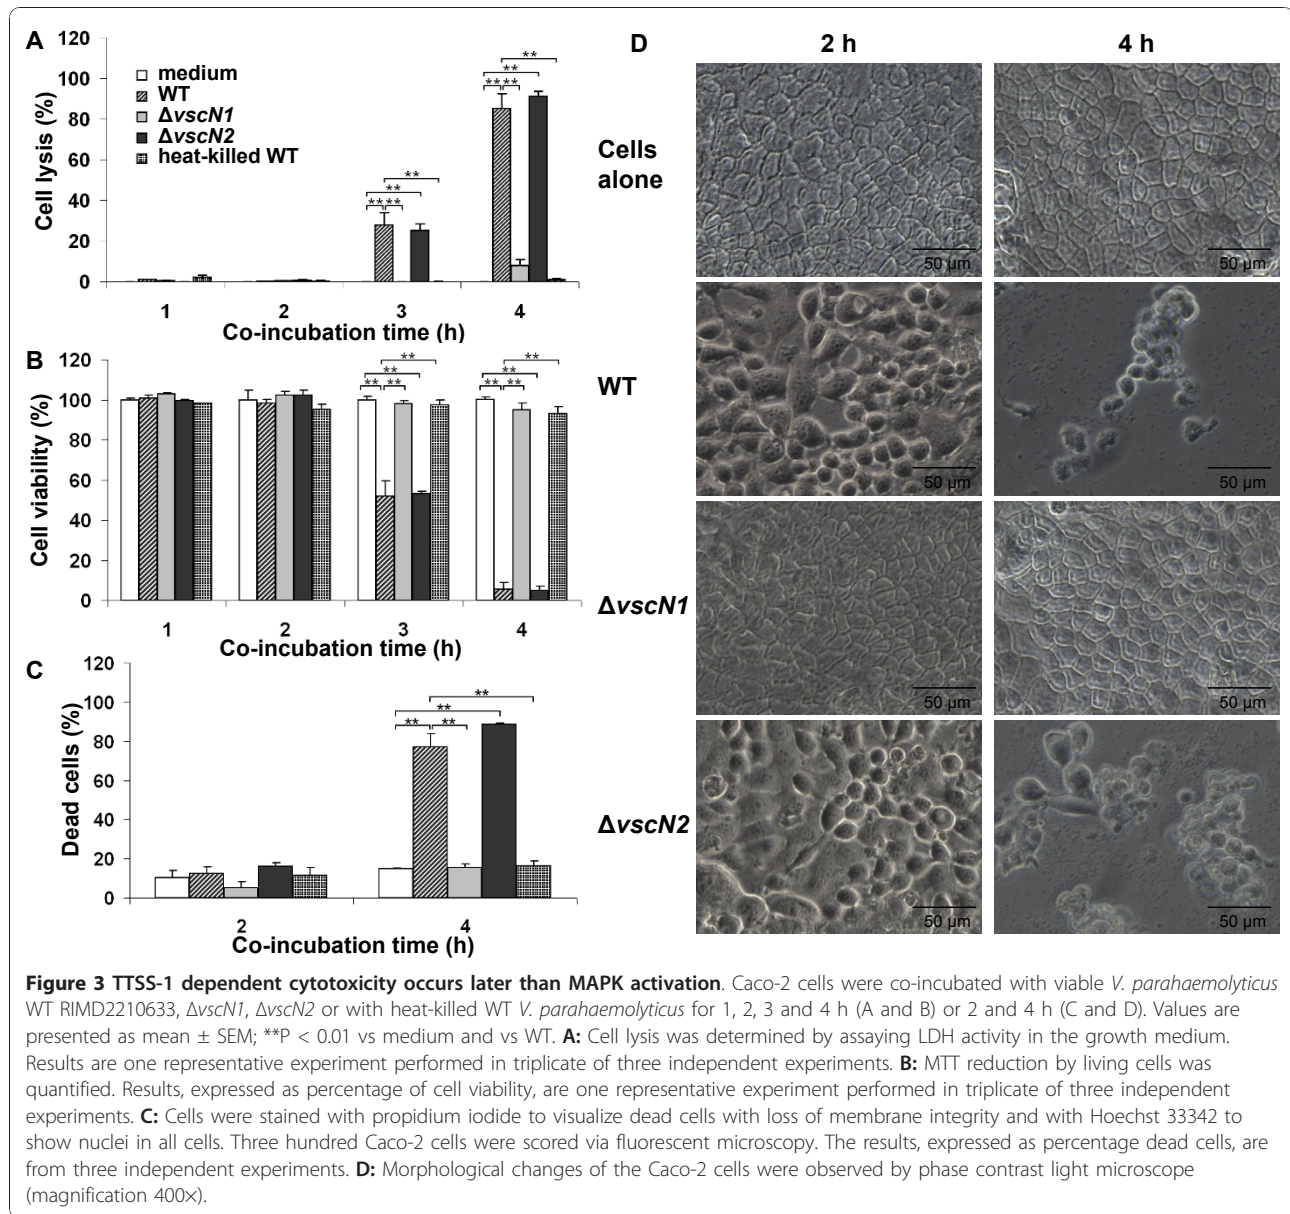 A
120
100
80
60
40
20
0
Cell lysis (%)
medium
WT
ΔvscN1
ΔvscN2
heat-killed WT
**
**
** **
**
**
** **
1 2 3 4
Co-incubation time (h)
B
120
100
80
60
40
20
0
Cell viability (%)
**
**
** **
**
**
** **
1 2 3 4
Co-incubation time (h)
C
120
100
80
60
40
20
0
Dead cells (%)
**
**
** **
2 4
Co-incubation time (h)
D
2 h 4 h
Cells
alone
50 µm 50 µm
WT
50 µm 50 µm
ΔvscN1
50 µm 50 µm
ΔvscN2
50 µm 50 µm
Figure 3 TTSS-1 dependent cytotoxicity occurs later than MAPK activation. Caco-2 cells were co-incubated with viable V. parahaemolyticus
WT RIMD2210633, ΔvscN1, ΔvscN2 or with heat-killed WT V. parahaemolyticus for 1, 2, 3 and 4 h (A and B) or 2 and 4 h (C and D). Values are
presented as mean ± SEM; **P < 0.01 vs medium and vs WT. A: Cell lysis was determined by assaying LDH activity in the growth medium.
Results are one representative experiment performed in triplicate of three independent experiments. B: MTT reduction by living cells was
quantified. Results, expressed as percentage of cell viability, are one representative experiment performed in triplicate of three independent
experiments. C: Cells were stained with propidium iodide to visualize dead cells with loss of membrane integrity and with Hoechst 33342 to
show nuclei in all cells. Three hundred Caco-2 cells were scored via fluorescent microscopy. The results, expressed as percentage dead cells, are
from three independent experiments. D: Morphological changes of the Caco-2 cells were observed by phase contrast light microscope
(magnification 400×).